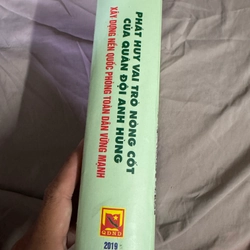 PHÁT HUY VAI TRÒ NÒNG CỐT
CỦA QUÂN ĐỘI ANH HÙNG
XÂY DỰNG NỀN QUỐC PHÒNG TOÀN DÂN VỮNG MẠNH
QĐND
2019